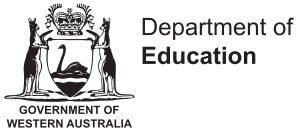 Department of
Education
GOVERNMENT OF
WESTERN AUSTRALIA